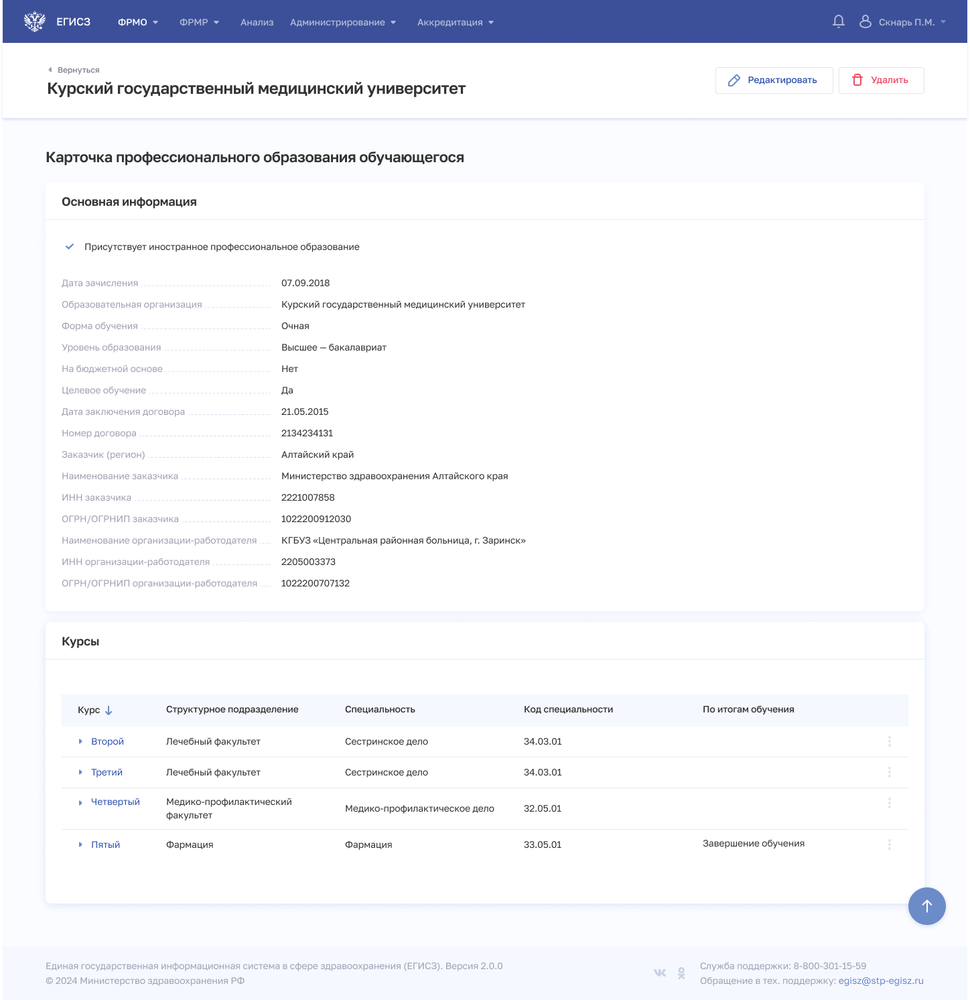 ЕГИСЗ ФРМО ФРМР Анализ Администрирование Аккредитация Скнарь П.М.
Вернуться
Курский государственный медицинский университет
Редактировать Удалить
Карточка профессионального образования обучающегося
Основная информация
Присутствует иностранное профессиональное образование
Дата зачисления 07.09.2018
Образовательная организация Курский государственный медицинский университет
Форма обучения Очная
Уровень образования Высшее — бакалавриат
На бюджетной основе Нет
Целевое обучение Да
Дата заключения договора 21.05.2015
Номер договора 2134234131
Заказчик (регион) Алтайский край
Наименование заказчика Министерство здравоохранения Алтайского края
ИНН заказчика 2221007858
ОГРН/ОГРНИП заказчика 1022200912030
Наименование организации-работодателя КГБУЗ «Центральная районная больница, г. Заринск»
ИНН организации-работодателя 2205003373
ОГРН/ОГРНИП организации-работодателя 1022200707132
Курсы
Курс Структурное подразделение Специальность Код специальности По итогам обучения
Второй Лечебный факультет Сестринское дело 34.03.01
Третий Лечебный факультет Сестринское дело 34.03.01
Четвертый Медико-профилактический
факультет Медико-профилактическое дело 32.05.01
Пятый Фармация Фармация 33.05.01 Завершение обучения
Единая государственная информационная система в сфере здравоохранения (ЕГИСЗ). Версия 2.0.0
© 2024 Министерство здравоохранения РФ
Служба поддержки: 8-800-301-15-59
Обращение в тех. поддержку: egisz@stp-egisz.ru